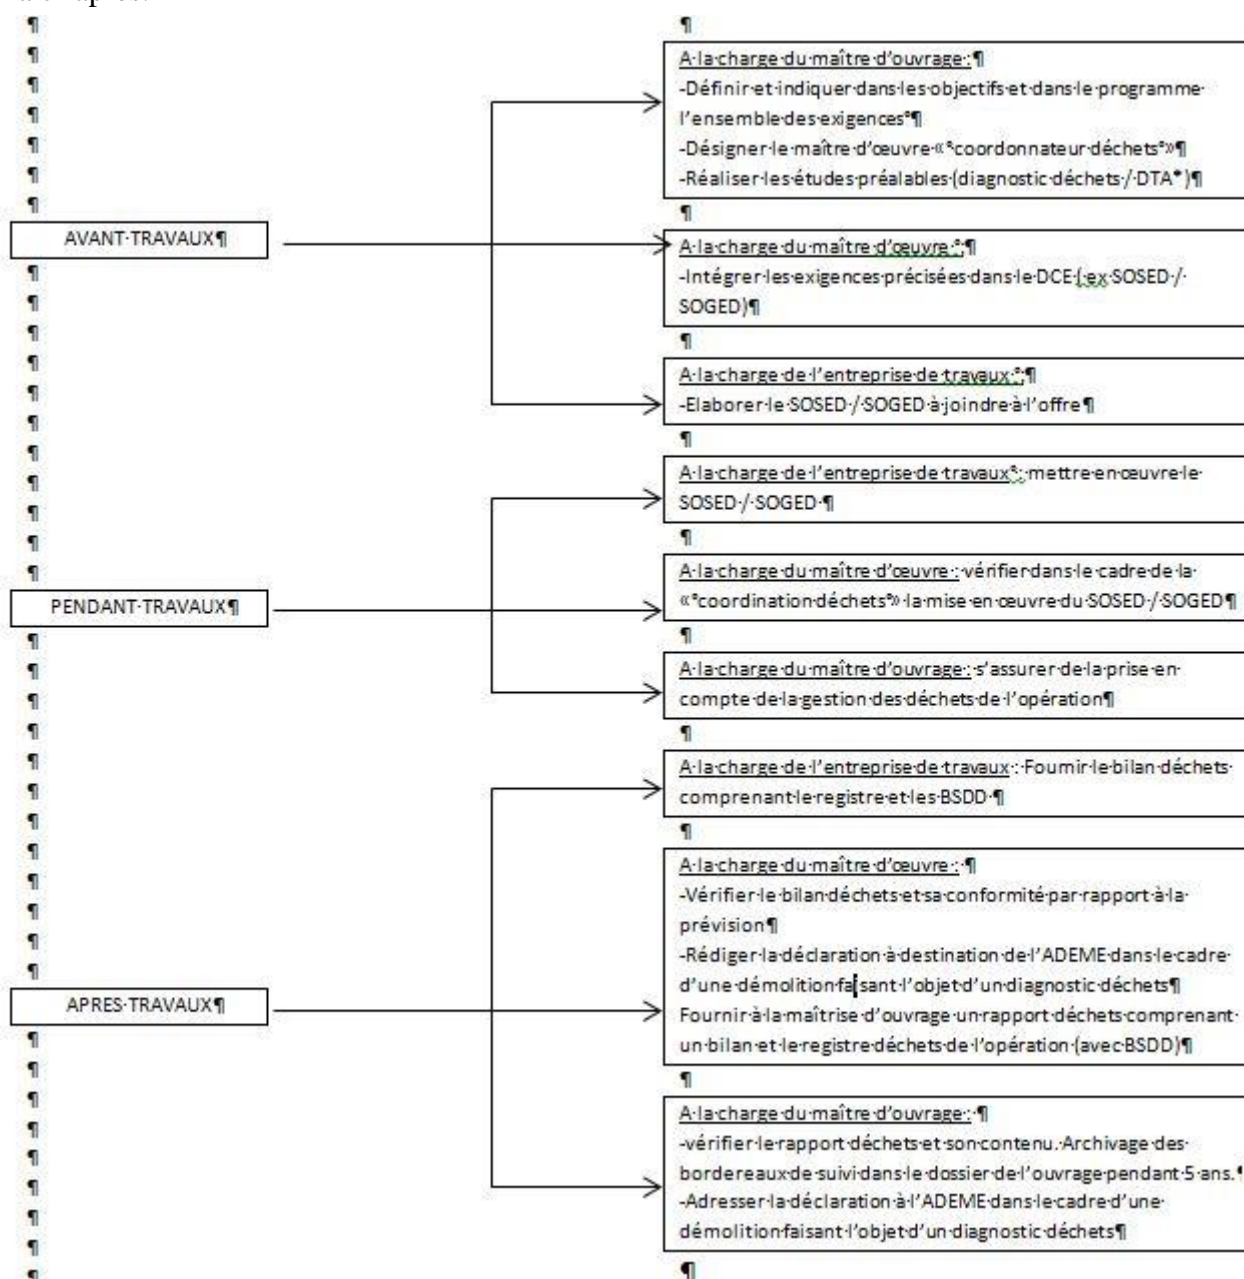 A la charge du maître d'ouvrage :¶
-Définir et indiquer dans les objectifs et dans le programme
l'ensemble des exigences°¶
-Désigner le maître d'œuvre «°coordonnateur déchets°»¶
-Réaliser les études préalables (diagnostic déchets / DTA*)¶
AVANT TRAVAUX¶
A la charge du maître d'œuvre °:¶
-Intégrer les exigences précisées dans le DCE ( ex SOSED /
SOGED)¶
A la charge de l'entreprise de travaux °:¶
-Elaborer le SOSED / SOGED à joindre à l'offre¶
A la charge de l'entreprise de travaux°: mettre en œuvre le
SOSED / SOGED ¶
PENDANT TRAVAUX¶
A la charge du maître d'œuvre : vérifier dans le cadre de la
«°coordination déchets°» la mise en œuvre du SOSED / SOGED¶
A la charge du maître d'ouvrage : s'assurer de la prise en
compte de la gestion des déchets de l'opération¶
A la charge de l'entreprise de travaux : Fournir le bilan déchets
comprenant le registre et les BSDD ¶
APRES TRAVAUX¶
A la charge du maître d'œuvre : ¶
-Vérifier le bilan déchets et sa conformité par rapport à la
prévision¶
-Rédiger la déclaration à destination de l'ADEME dans le cadre
d'une démolition faisant l'objet d'un diagnostic déchets¶
Fournir à la maîtrise d'ouvrage un rapport déchets comprenant
un bilan et le registre déchets de l'opération (avec BSDD)¶
A la charge du maître d'ouvrage : ¶
-vérifier le rapport déchets et son contenu. Archivage des
bordereaux de suivi dans le dossier de l'ouvrage pendant 5 ans.¶
-Adresser la déclaration à l'ADEME dans le cadre d'une
démolition faisant l'objet d'un diagnostic déchets¶